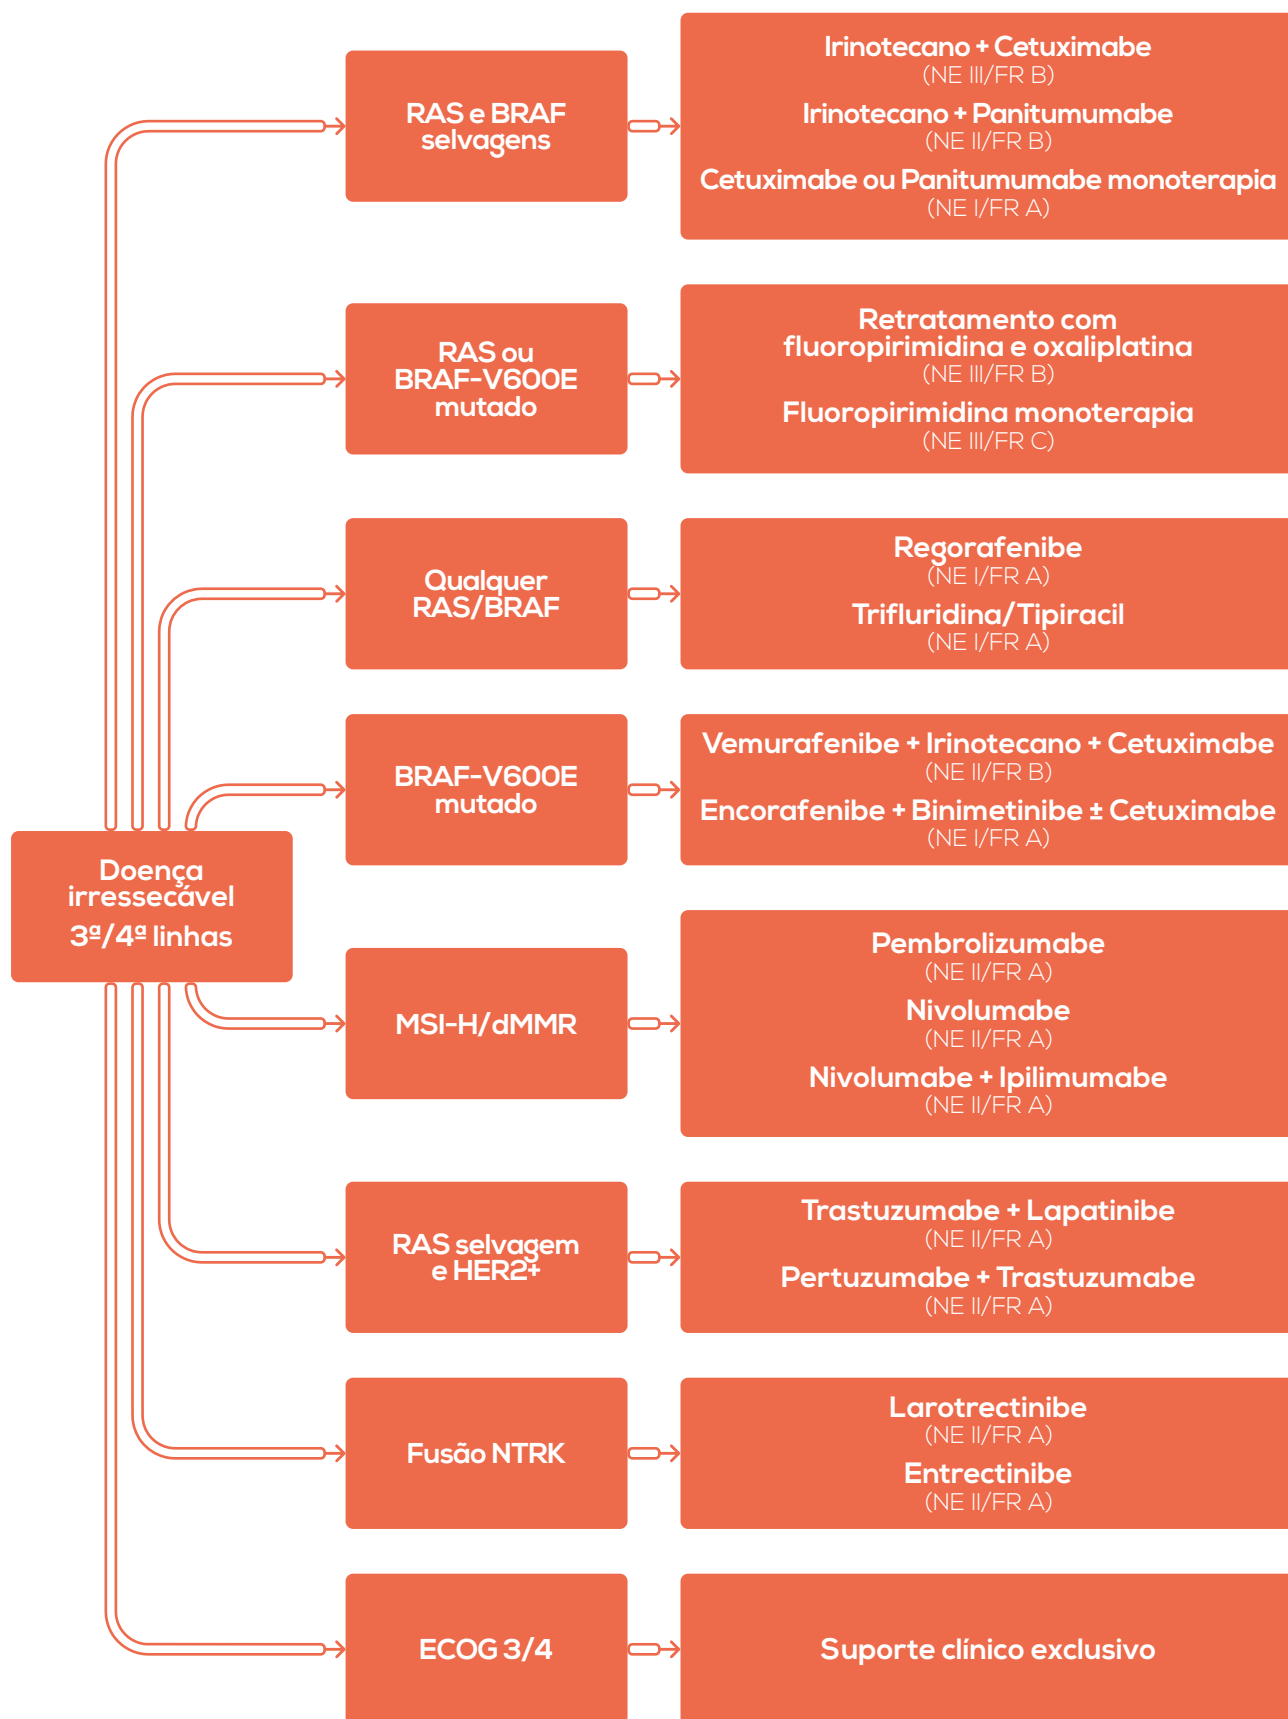 Doença
irressecável
3ª/4ª linhas
RAS e BRAF
selvagens
Irinotecano + Cetuximabe
(NE III/FR B)
Irinotecano + Panitumumabe
(NE II/FR B)
Cetuximabe ou Panitumumabe monoterapia
(NE I/FR A)
RAS ou
BRAF-V600E
mutado
Retratamento com
fluoropirimidina e oxaliplatina
(NE III/FR B)
Fluoropirimidina monoterapia
(NE III/FR C)
Qualquer
RAS/BRAF
Regorafenibe
(NE I/FR A)
Trifluridina/Tipiracil
(NE I/FR A)
BRAF-V600E
mutado
Vemurafenibe + Irinotecano + Cetuximabe
(NE II/FR B)
Encorafenibe + Binimetinibe ± Cetuximabe
(NE I/FR A)
MSI-H/dMMR
Pembrolizumabe
(NE II/FR A)
Nivolumabe
(NE II/FR A)
Nivolumabe + Ipilimumabe
(NE II/FR A)
RAS selvagem
e HER2+
Trastuzumabe + Lapatinibe
(NE II/FR A)
Pertuzumabe + Trastuzumabe
(NE II/FR A)
Fusão NTRK
Larotrectinibe
(NE II/FR A)
Entrectinibe
(NE II/FR A)
ECOG 3/4
Suporte clínico exclusivo